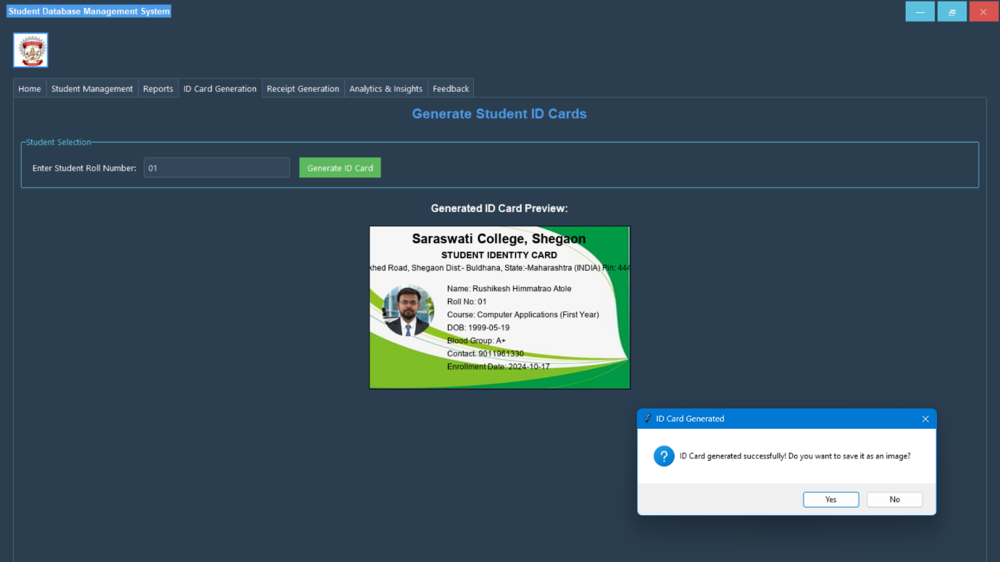 Student Database Management System
Home Student Management Reports ID Card Generation Receipt Generation Analytics & Insights Feedback
Generate Student ID Cards
Student Selection
Enter Student Roll Number: 01 Generate ID Card
Generated ID Card Preview:
Saraswati College, Shegaon
STUDENT IDENTITY CARD
khed Road, Shegaon Dist:- Buldhana, State:-Maharashtra (INDIA) Pin: 444
Name: Rushikesh Himmatrao Atole
Roll No: 01
Course: Computer Applications (First Year)
DOB: 1999-05-19
Blood Group: A+
Contact: 9011961330
Enrollment Date: 2024-10-17
ID Card Generated
ID Card generated successfully! Do you want to save it as an image?
Yes No